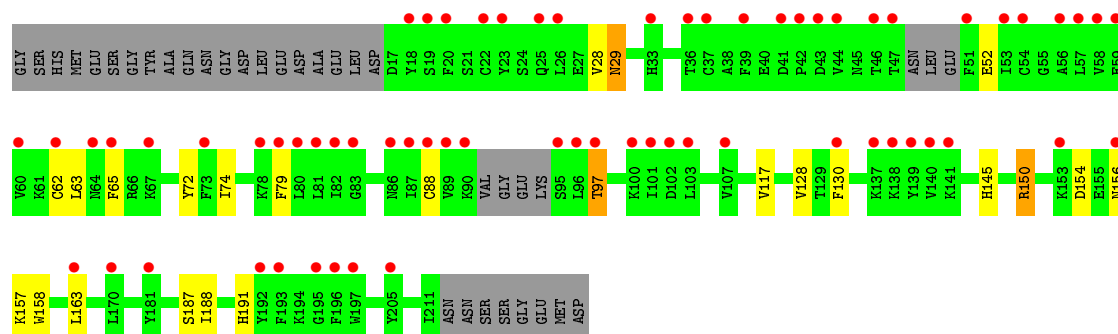 GLY SER HIS MET GLU SER GLY TYR ALA GLN ASN GLY ASP LEU GLU ASP ALA GLU LEU ASP D17 Y18 S19 F20 S21 C22 Y23 S24 Q25 L26 E27 V28 N29 H33 T36 C37 A38 F39 E40 D41 P42 D43 V44 N45 T46 T47 ASN LEU GLU F51 E52 I53 C54 G55 A56 L57 V58 E59
V60 K61 C62 L63 N64 F65 R66 K67 Y72 F73 I74 K78 F79 L80 L81 I82 G83 N86 I87 C88 V89 K90 VAL GLY GLU LYS S95 L96 T97 K100 I101 D102 L103 V107 V117 V128 T129 F130 K137 K138 Y139 V140 K141 H145 R150 K153 D154 E155 N156
K157 W158 L163 L170 Y181 S187 I188 H191 Y192 F193 K194 G195 F196 W197 Y205 I211 ASN ASN SER SER GLY GLU MET ASP